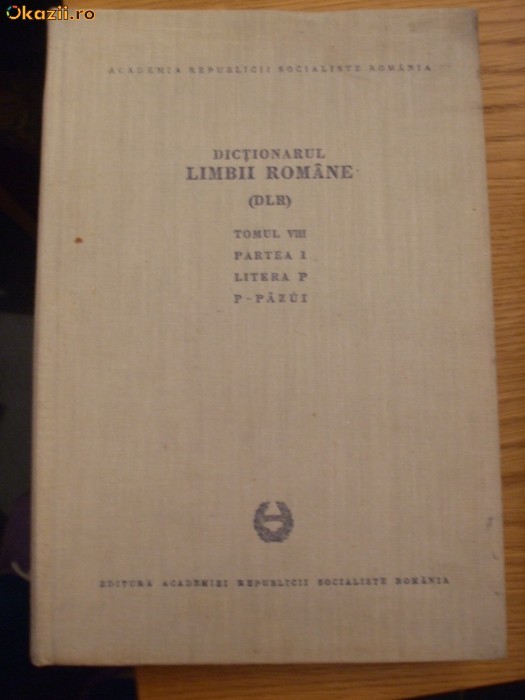 Okazii.ro
ACADEMIA REPUBLICII SOCIALISTE ROMÂNIA
DICŢIONARUL
LIMBII ROMÂNE
(DLR)
TOMUL VIII
PARTEA 1
LITERA P
P-PĂZÚI
EDITURA ACADEMIEI REPUBLICII SOCIALISTE ROMÂNIA